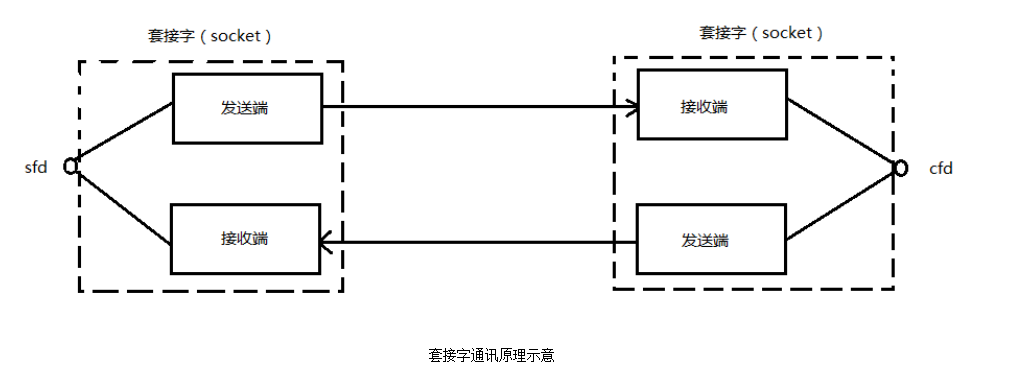 套接字（socket）
套接字（socket）
发送端
接收端
sfd
cfd
接收端
发送端
套接字通讯原理示意